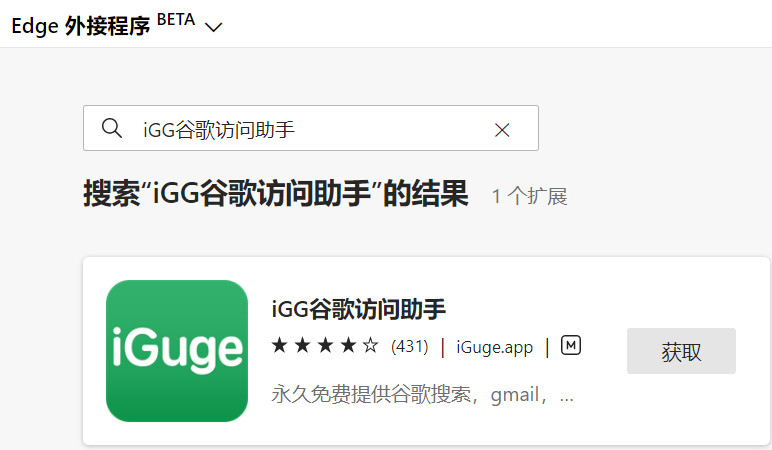 Edge 外接程序 BETA
iGG谷歌访问助手
搜索“iGG谷歌访问助手”的结果 1 个扩展
iGuge
iGG谷歌访问助手
(431) | iGuge.app | M
获取
永久免费提供谷歌搜索，gmail，...